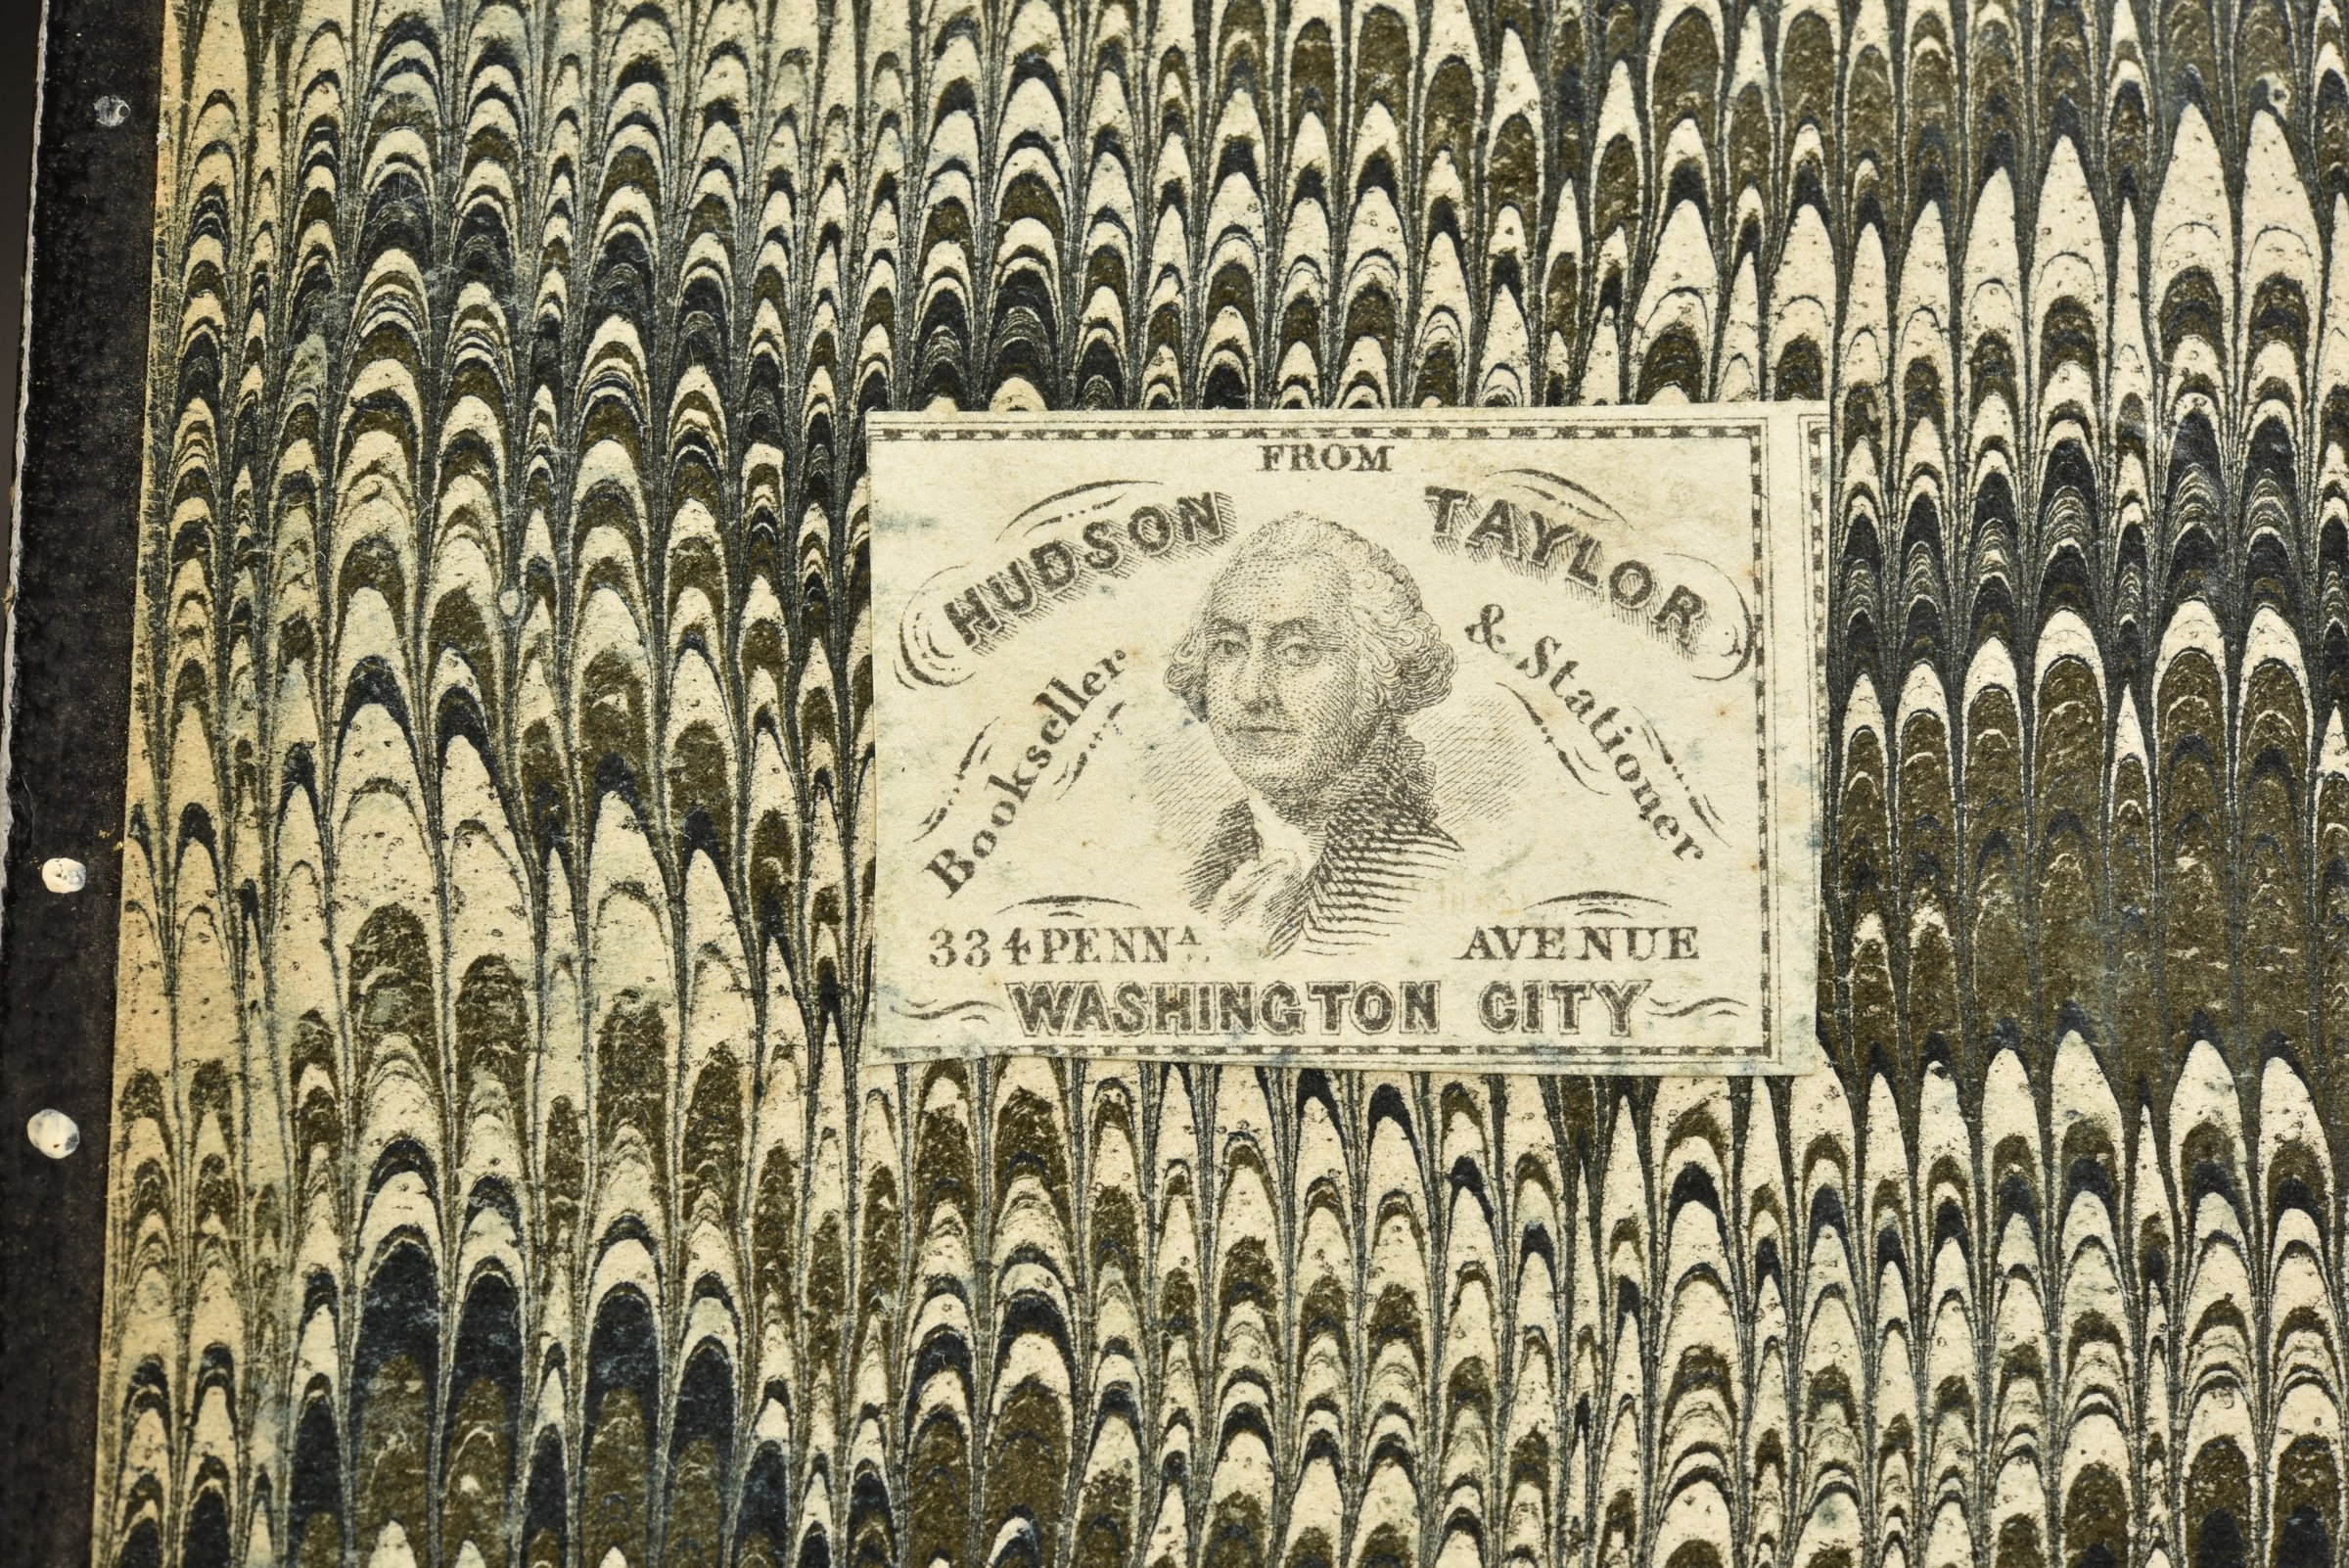 FROM
HUDSON TAYLOR
Bookseller & Stationer
334 PENNA. AVENUE
WASHINGTON CITY